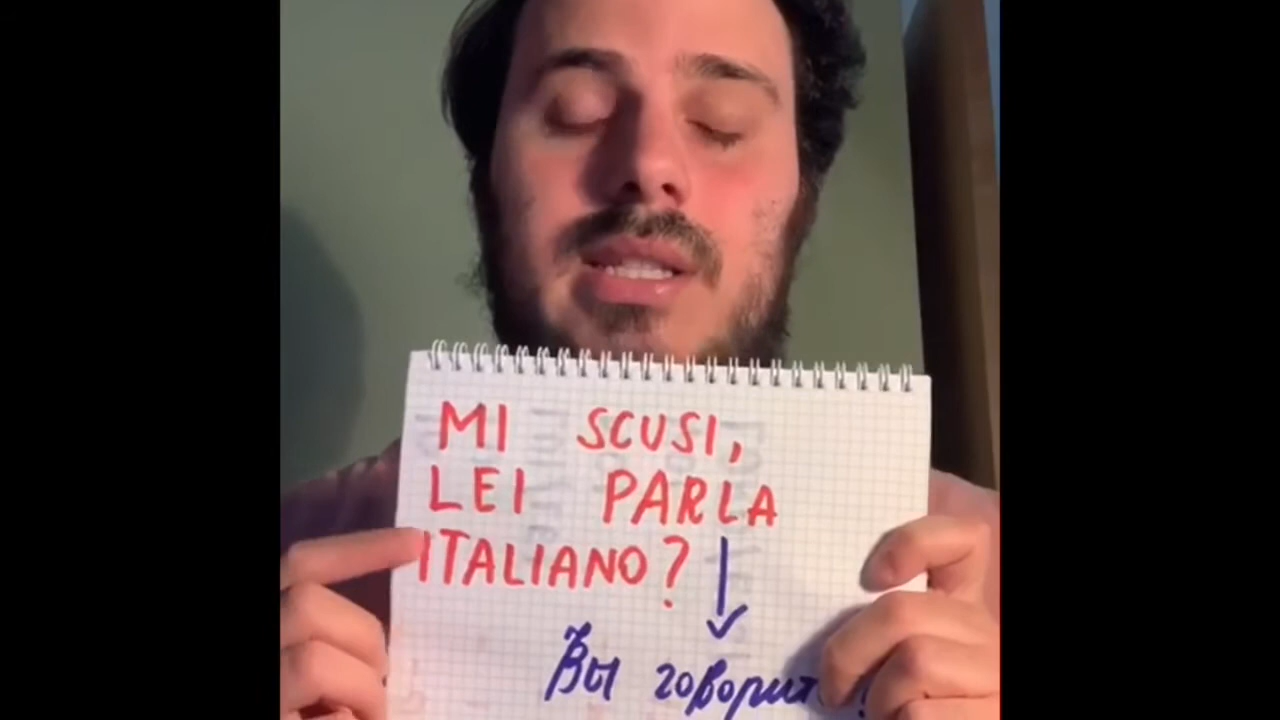 MI SCUSI,
LEI PARLA
ITALIANO?
Вы